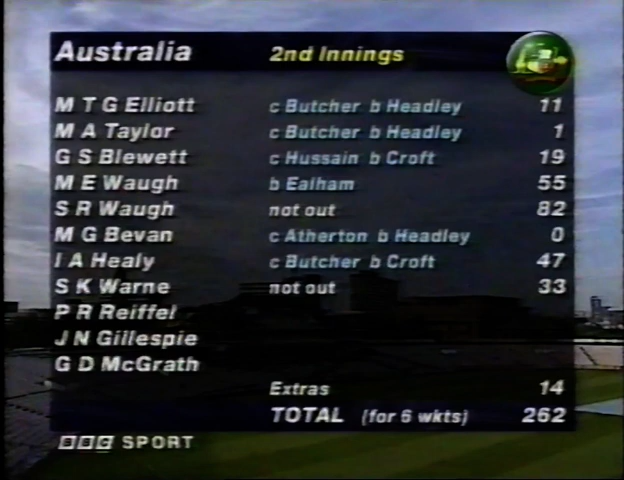 Australia 2nd Innings
M T G Elliott c Butcher b Headley 11
M A Taylor c Butcher b Headley 1
G S Blewett c Hussain b Croft 19
M E Waugh b Ealham 55
S R Waugh not out 82
M G Bevan c Atherton b Headley 0
I A Healy c Butcher b Croft 47
S K Warne not out 33
P R Reiffel
J N Gillespie
G D McGrath
Extras 14
TOTAL (for 6 wkts) 262
BBC SPORT